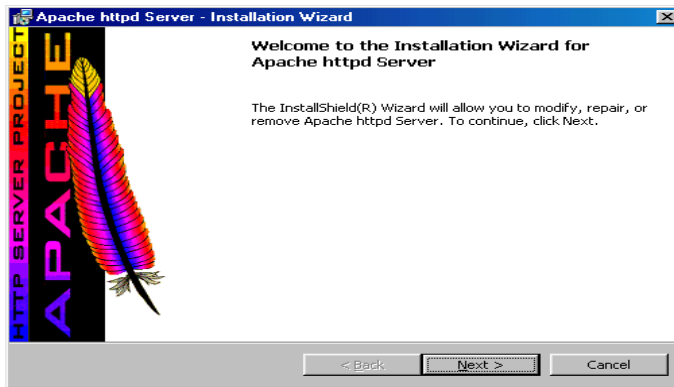 Apache httpd Server - Installation Wizard
HTTP SERVER PROJECT
APACHE
Welcome to the Installation Wizard for
Apache httpd Server
The InstallShield(R) Wizard will allow you to modify, repair, or
remove Apache httpd Server. To continue, click Next.
< Back
Next >
Cancel